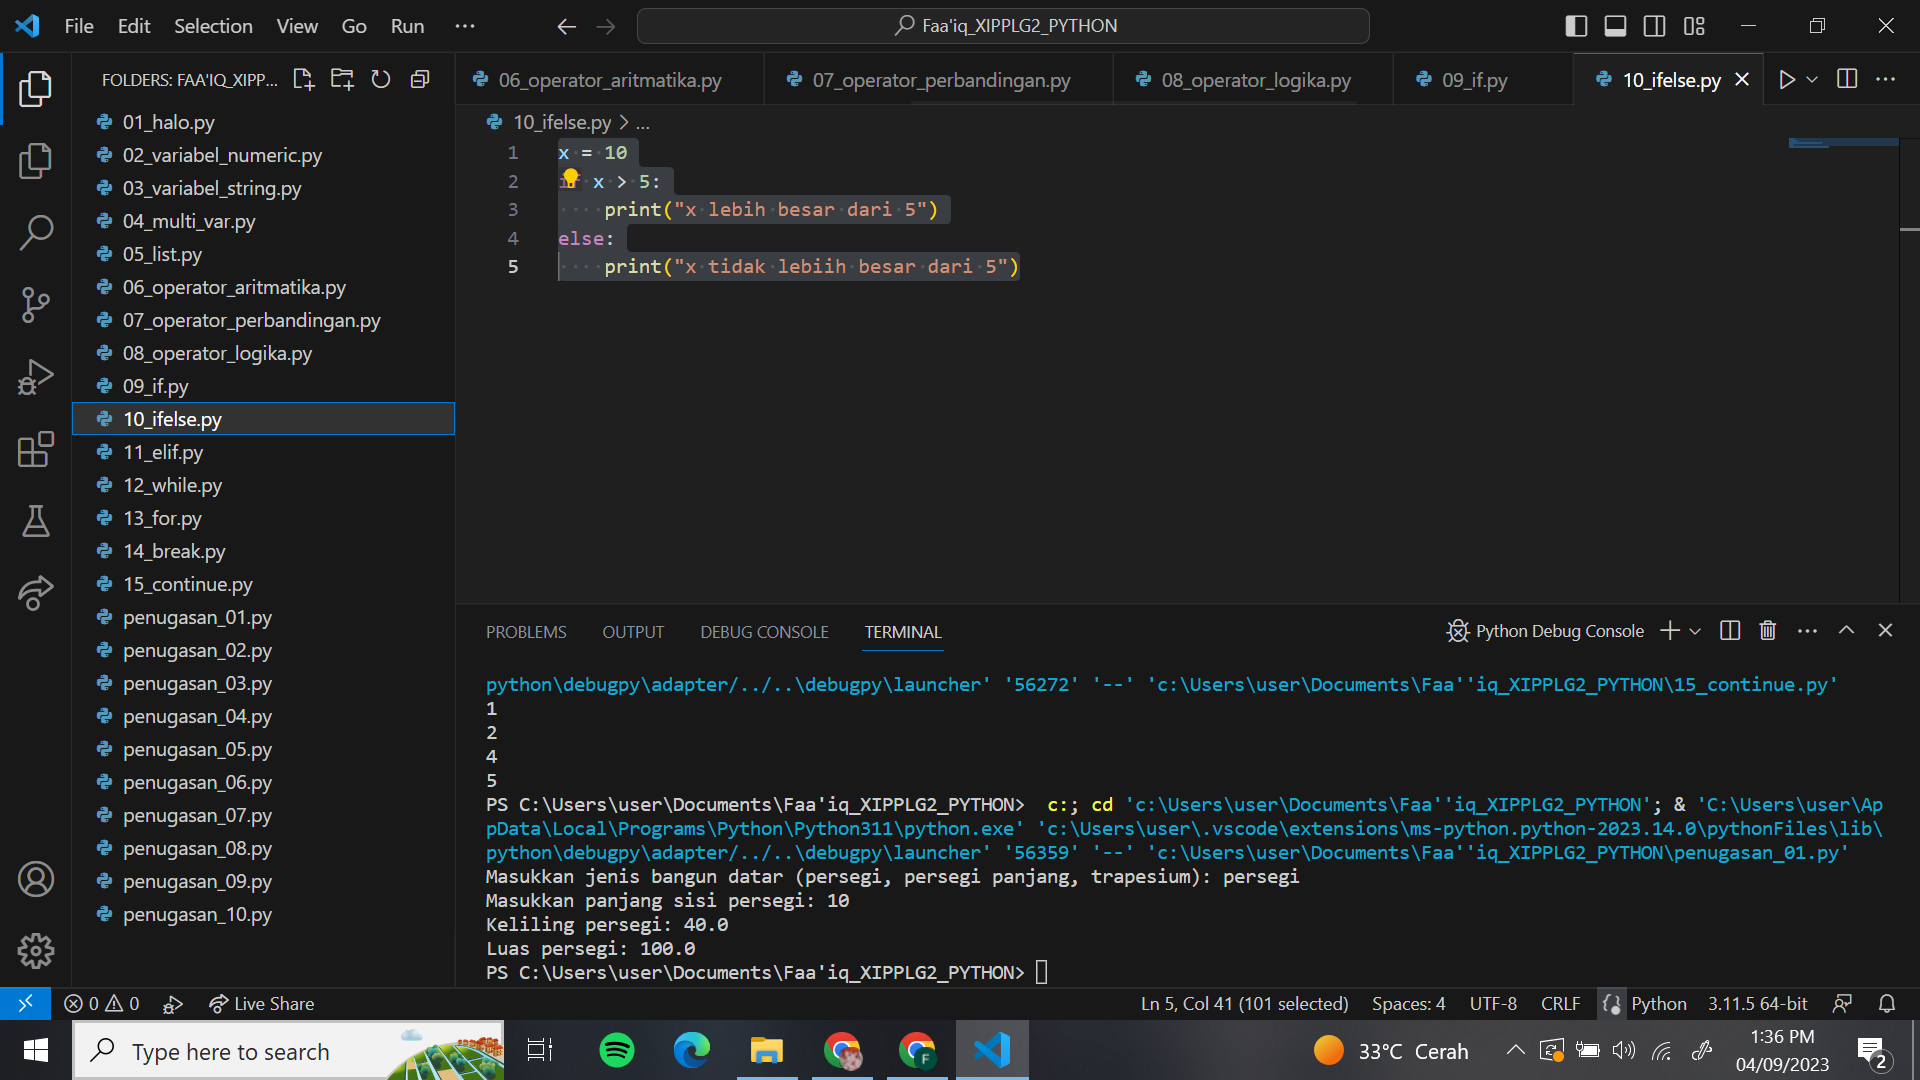 File Edit Selection View Go Run
Faa'iq_XIPPLG2_PYTHON
FOLDERS: FAA'IQ_XIPP...
01_halo.py
02_variabel_numeric.py
03_variabel_string.py
04_multi_var.py
05_list.py
06_operator_aritmatika.py
07_operator_perbandingan.py
08_operator_logika.py
09_if.py
10_ifelse.py
11_elif.py
12_while.py
13_for.py
14_break.py
15_continue.py
penugasan_01.py
penugasan_02.py
penugasan_03.py
penugasan_04.py
penugasan_05.py
penugasan_06.py
penugasan_07.py
penugasan_08.py
penugasan_09.py
penugasan_10.py
06_operator_aritmatika.py 07_operator_perbandingan.py 08_operator_logika.py 09_if.py 10_ifelse.py
10_ifelse.py > ...
1 x = 10
2 if x > 5:
3 print("x lebih besar dari 5")
4 else:
5 print("x tidak lebiih besar dari 5")
PROBLEMS OUTPUT DEBUG CONSOLE TERMINAL
Python Debug Console
python\debugpy\adapter/../..\debugpy\launcher' '56272' '--' 'c:\Users\user\Documents\Faa''iq_XIPPLG2_PYTHON\15_continue.py'
1
2
4
5
PS C:\Users\user\Documents\Faa'iq_XIPPLG2_PYTHON>  c:; cd 'c:\Users\user\Documents\Faa''iq_XIPPLG2_PYTHON'; & 'C:\Users\user\Ap
pData\Local\Programs\Python\Python311\python.exe' 'c:\Users\user\.vscode\extensions\ms-python.python-2023.14.0\pythonFiles\lib\
python\debugpy\adapter/../..\debugpy\launcher' '56359' '--' 'c:\Users\user\Documents\Faa''iq_XIPPLG2_PYTHON\penugasan_01.py'
Masukkan jenis bangun datar (persegi, persegi panjang, trapesium): persegi
Masukkan panjang sisi persegi: 10
Keliling persegi: 40.0
Luas persegi: 100.0
PS C:\Users\user\Documents\Faa'iq_XIPPLG2_PYTHON>
0 0 Live Share
Ln 5, Col 41 (101 selected) Spaces: 4 UTF-8 CRLF Python 3.11.5 64-bit
Type here to search
F
33°C Cerah
1:36 PM
04/09/2023
2